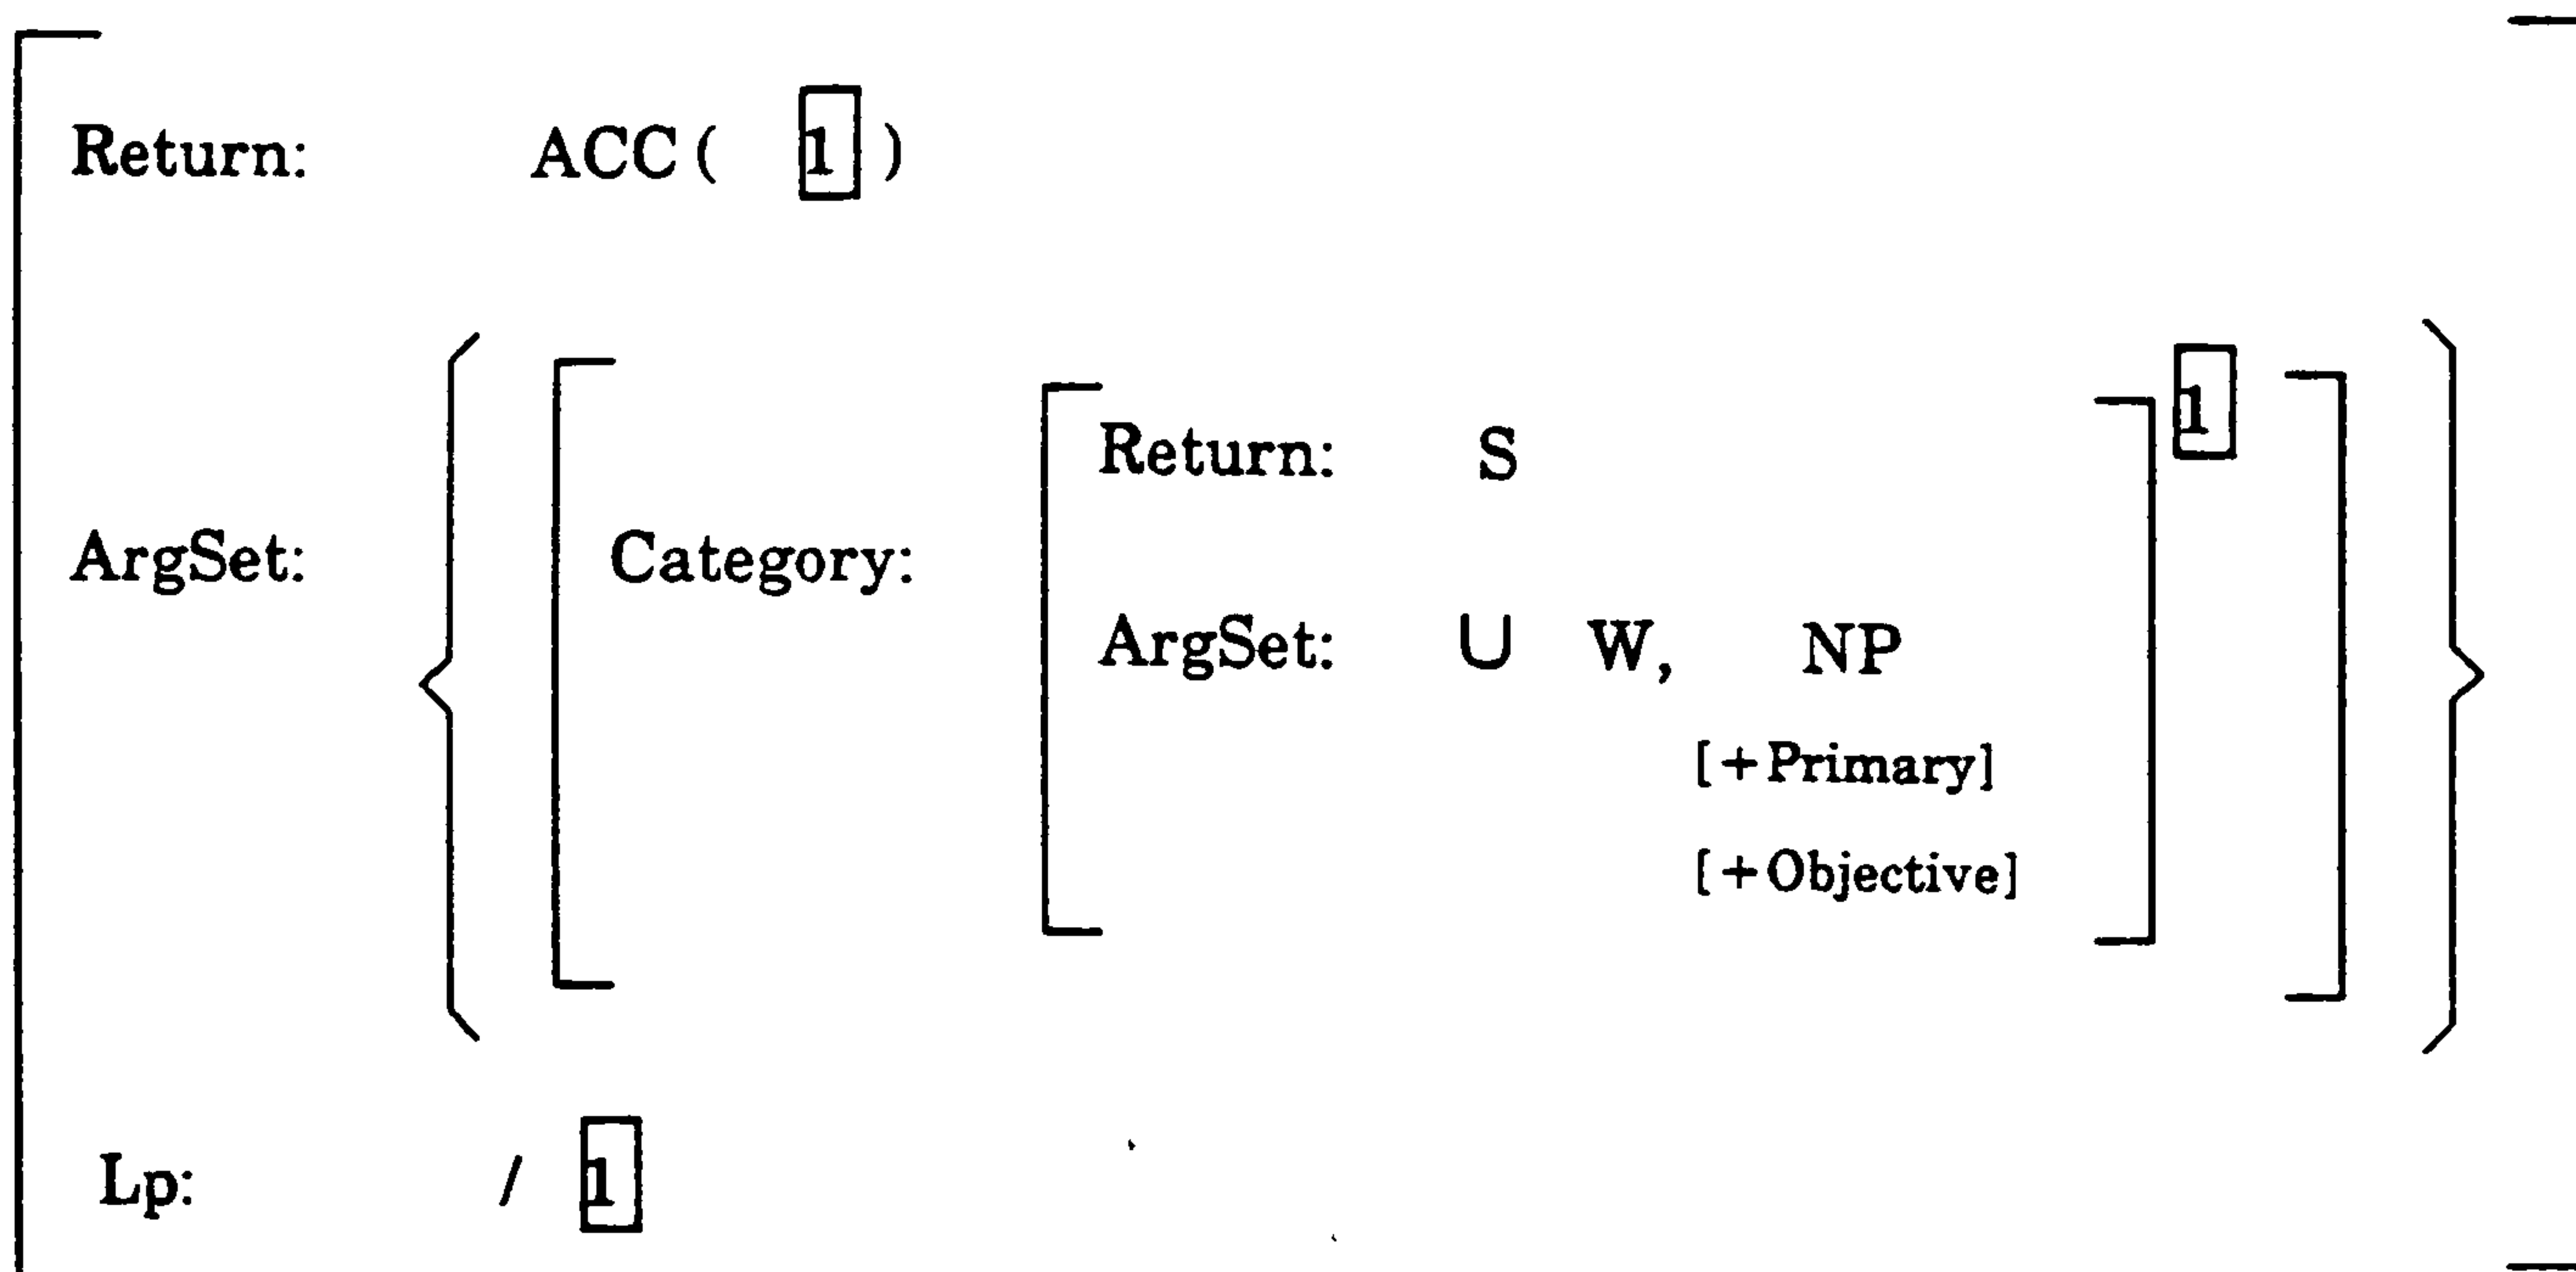 Return: ACC ( 1 )
1
Return: S
ArgSet: Category:
ArgSet: ∪ W, NP
[+Primary]
[+Objective]
Lp: / 1